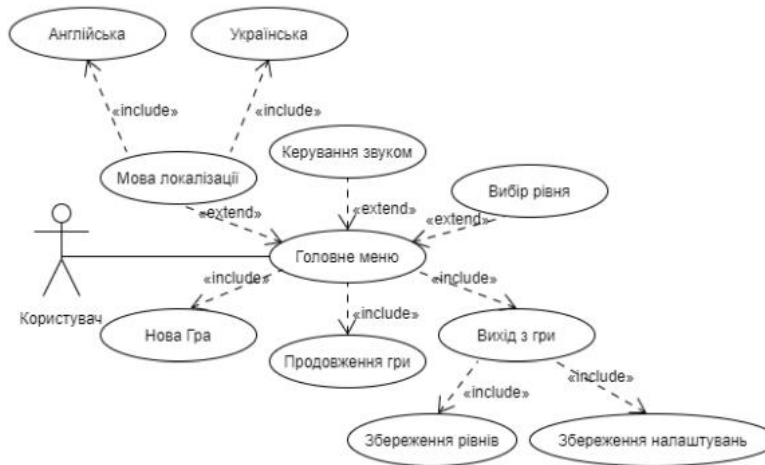 Англійська
Українська
«include»
«include»
Керування звуком
Мова локалізації
Вибір рівня
«extend»
«extend»
«extend»
Головне меню
«include»
«include»
Користувач
Нова Гра
«include»
Вихід з гри
Продовження гри
«include»
«include»
Збереження рівнів
Збереження налаштувань